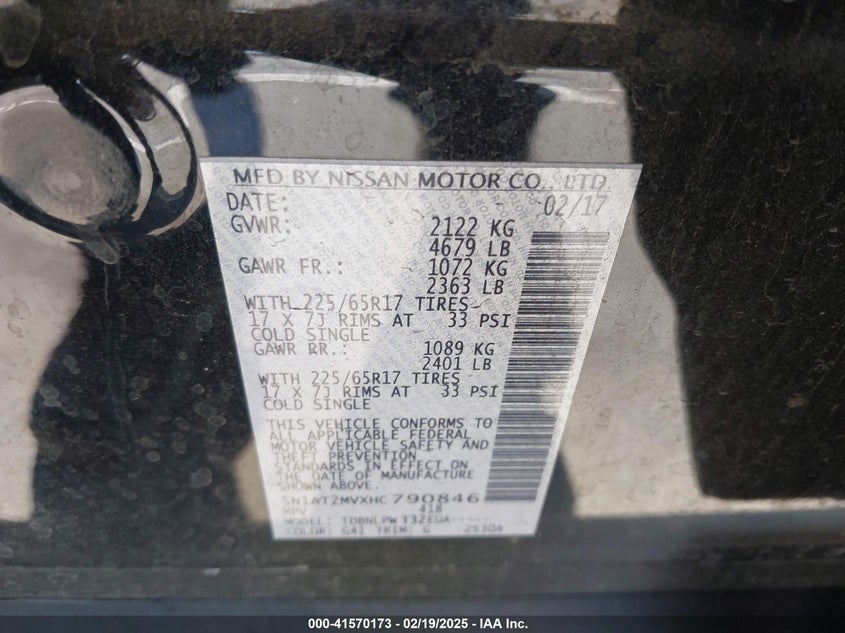 MFD BY NISSAN MOTOR CO., LTD.
DATE: 02/17
GVWR: 2122 KG
4679 LB
GAWR FR.: 1072 KG
2363 LB
WITH 225/65R17 TIRES
17 X 7J RIMS AT 33 PSI
COLD SINGLE
GAWR RR.: 1089 KG
2401 LB
WITH 225/65R17 TIRES
17 X 7J RIMS AT 33 PSI
COLD SINGLE
THIS VEHICLE CONFORMS TO
ALL APPLICABLE FEDERAL
MOTOR VEHICLE SAFETY AND
THEFT PREVENTION
STANDARDS IN EFFECT ON
THE DATE OF MANUFACTURE
SHOWN ABOVE.
5N1AT2MVXHC790846
MPV 418
MODEL: TDBNLPW T32EUA-----
COLOR: G41 TRIM: G
000-41570173 - 02/19/2025 - IAA Inc.